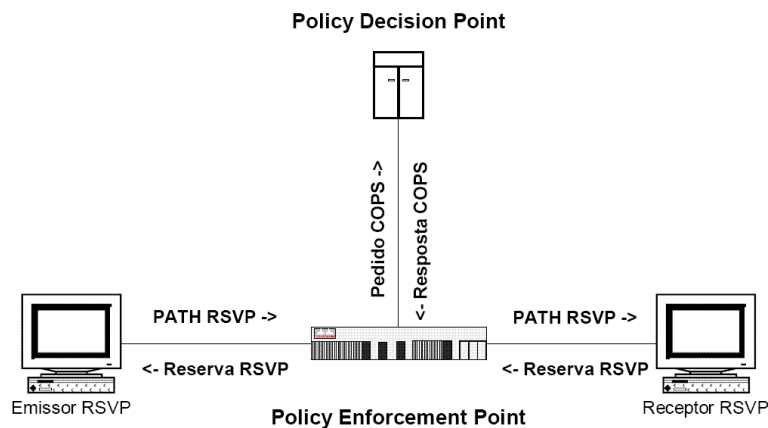 Policy Decision Point
Pedido COPS ->
<- Resposta COPS
PATH RSVP ->
<- Reserva RSVP
PATH RSVP ->
<- Reserva RSVP
Emissor RSVP
Policy Enforcement Point
Receptor RSVP